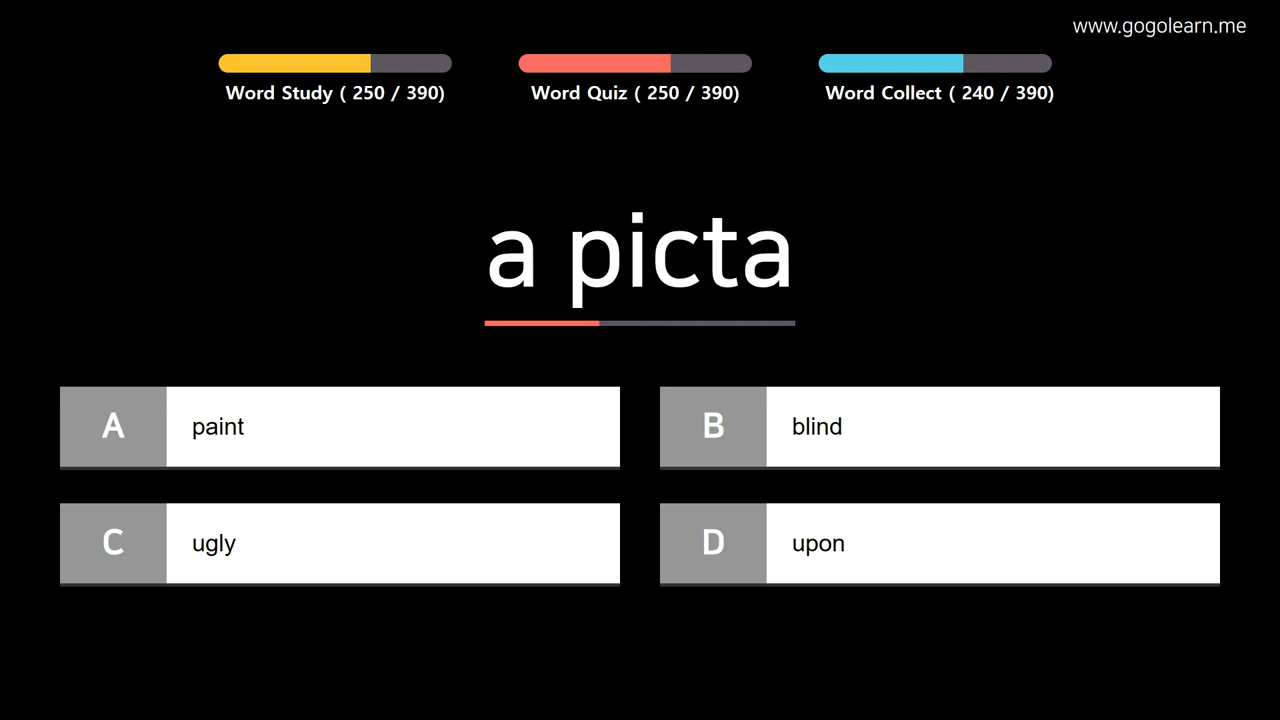 www.gogolearn.me
Word Study ( 250 / 390)
Word Quiz ( 250 / 390)
Word Collect ( 240 / 390)
a picta
A paint
B blind
C ugly
D upon